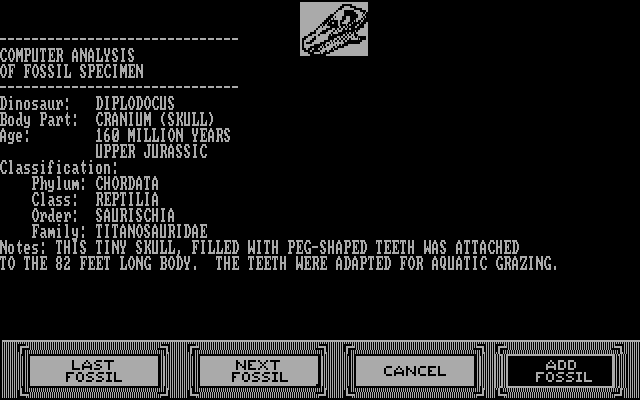 COMPUTER ANALYSIS
OF FOSSIL SPECIMEN
Dinosaur: DIPLODOCUS
Body Part: CRANIUM (SKULL)
Age: 160 MILLION YEARS
UPPER JURASSIC
Classification:
Phylum: CHORDATA
Class: REPTILIA
Order: SAURISCHIA
Family: TITANOSAURIDAE
Notes: THIS TINY SKULL, FILLED WITH PEG-SHAPED TEETH WAS ATTACHED
TO THE 82 FEET LONG BODY. THE TEETH WERE ADAPTED FOR AQUATIC GRAZING.
LAST
FOSSIL
NEXT
FOSSIL
CANCEL
ADD
FOSSIL